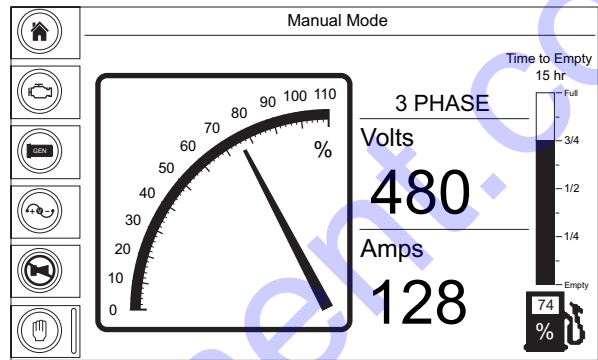 Manual Mode
Time to Empty
15 hr
Full
3/4
1/2
1/4
Empty
74
%
3 PHASE
Volts
480
Amps
128
110
100
90
80
70
60
50
40
30
20
10
0
%
GEN
+
-